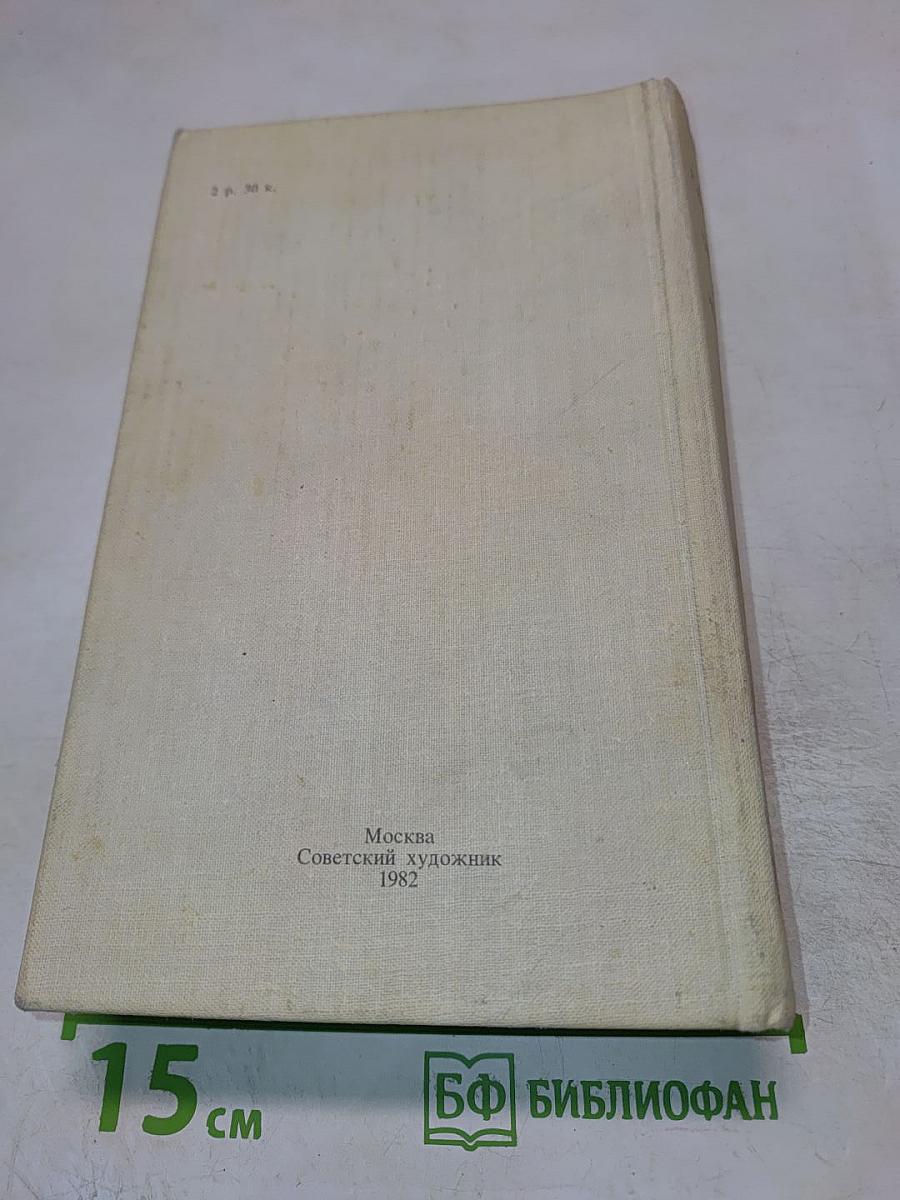 2 р. 30 к.
Москва
Советский художник
1982
15 см
БФ БИБЛИОФАН